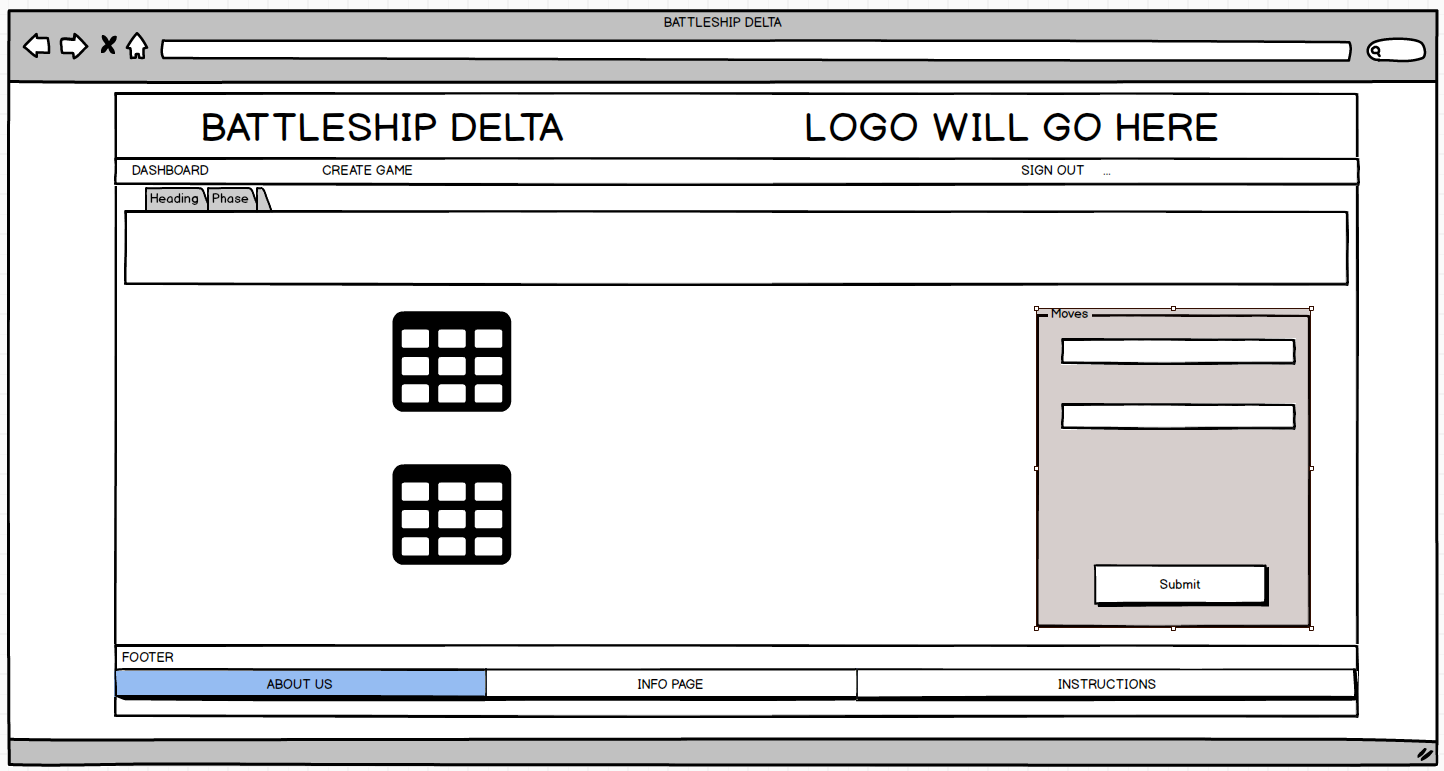 BATTLESHIP DELTA
BATTLESHIP DELTA LOGO WILL GO HERE
DASHBOARD CREATE GAME SIGN OUT ...
Heading Phase
Moves
Submit
FOOTER
ABOUT US INFO PAGE INSTRUCTIONS